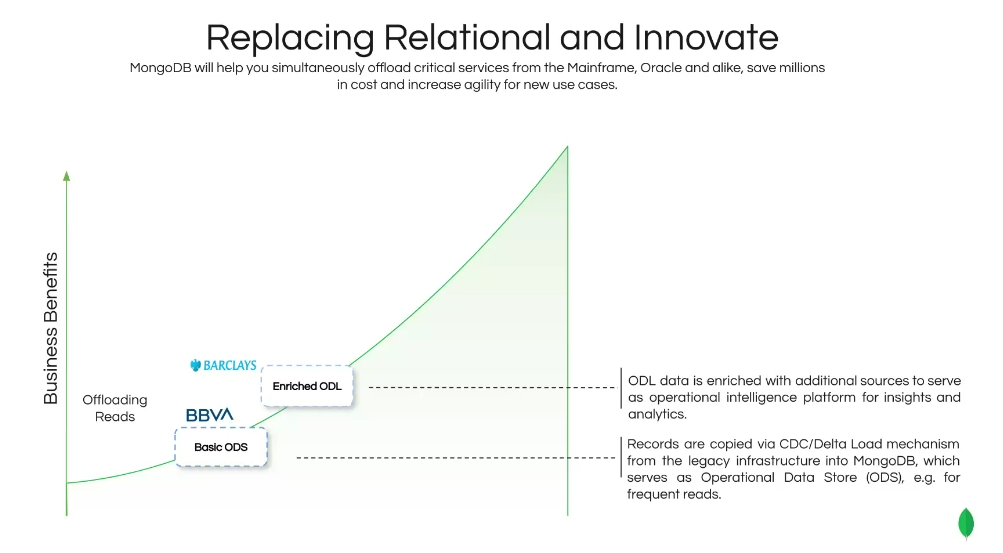 Replacing Relational and Innovate
MongoDB will help you simultaneously offload critical services from the Mainframe, Oracle and alike, save millions
in cost and increase agility for new use cases.
Business Benefits
Offloading
Reads
BARCLAYS
Enriched ODL
BBVA
Basic ODS
ODL data is enriched with additional sources to serve
as operational intelligence platform for insights and
analytics.
Records are copied via CDC/Delta Load mechanism
from the legacy infrastructure into MongoDB, which
serves as Operational Data Store (ODS), e.g. for
frequent reads.